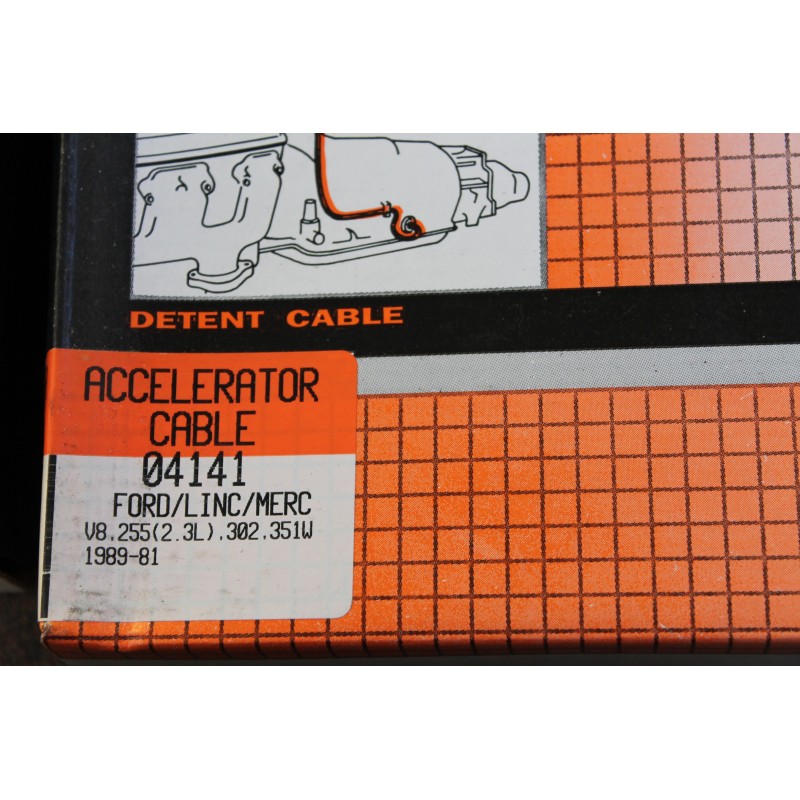 DETENT CABLE
ACCELERATOR
CABLE
04141
FORD/LINC/MERC
V8.255(2.3L).302.351W
1989-81